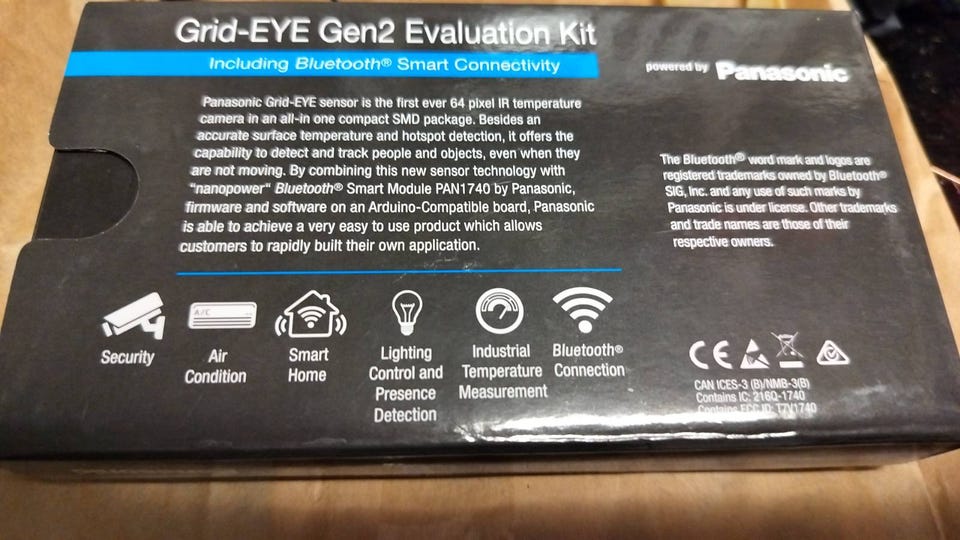 Grid-EYE Gen2 Evaluation Kit
Including Bluetooth® Smart Connectivity
powered by Panasonic
Panasonic Grid-EYE sensor is the first ever 64 pixel IR temperature
camera in an all-in one compact SMD package. Besides an
accurate surface temperature and hotspot detection, it offers the
capability to detect and track people and objects, even when they
are not moving. By combining this new sensor technology with
"nanopower" Bluetooth® Smart Module PAN1740 by Panasonic,
firmware and software on an Arduino-Compatible board, Panasonic
is able to achieve a very easy to use product which allows
customers to rapidly built their own application.
The Bluetooth® word mark and logos are
registered trademarks owned by Bluetooth®
SIG, Inc. and any use of such marks by
Panasonic is under license. Other trademarks
and trade names are those of their
respective owners.
A/C
Security
Air
Condition
Smart
Home
Lighting
Control and
Presence
Detection
Industrial
Temperature
Measurement
Bluetooth®
Connection
CE
CAN ICES-3 (B)/NMB-3(B)
Contains IC: 216Q-1740
Contains FCC ID: T7V1740